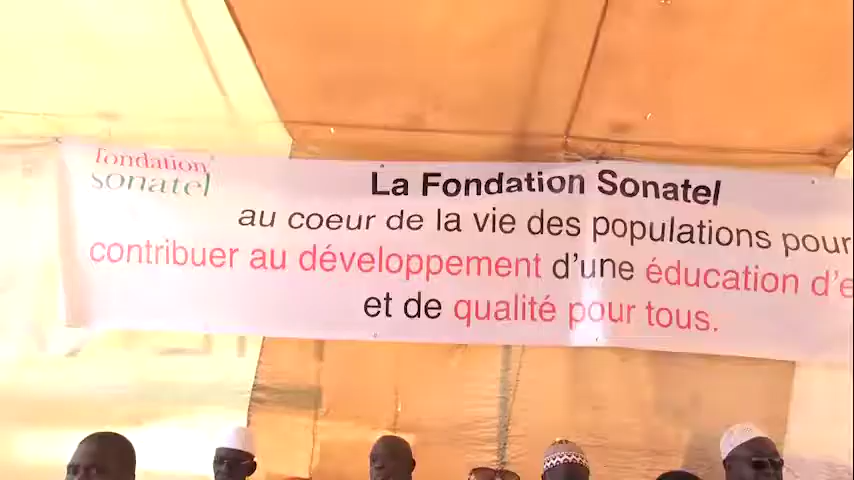 fondation
sonatel
La Fondation Sonatel
au coeur de la vie des populations pour
contribuer au développement d'une éducation d'e
et de qualité pour tous.